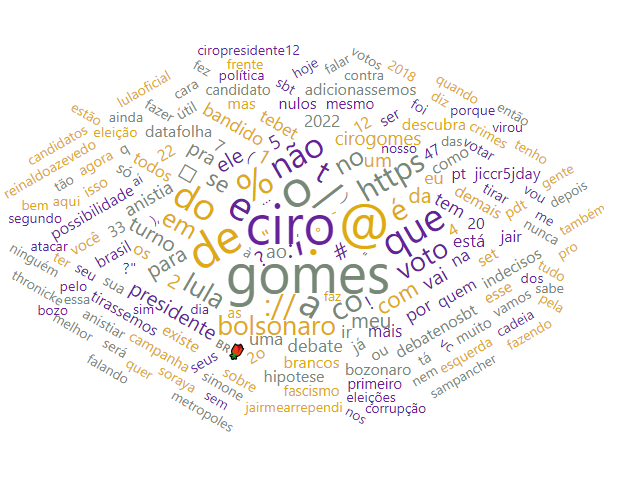 ciropresidente12
votos
fez
frente
hoje
falar
2018
lulaoficial
cara
política
sbt
contra
quando
estão
fazer
útil
candidato
adicionassemos
diz
ainda
mas
nulos
mesmo
porque
então
candidatos
eleição
datafolha
bandido
tebet
2022
12
ser
foi
crimes
virou
reinaldoazevedo
agora
q
7
5
cirogomes
descubra
nosso
das
votar
tenho
gente
tão
só
ai
todos
22
pra
ele
(
1
não
no
um
47
como
pt
jiccr5jday
bem
aqui
isso
anistia
□
se
%
t
https
eu
demais
tirar
vou
depois
segundo
possibilidade
33
do
e
o
/
é
da
tem
pdt
me
nunca
também
você
turno
em
ciro
@
que
4
20
jair
atacar
brasil
os
para
de
"
.
:
,
#
voto
está
pro
ninguém
ter
seu
sua
2
lula
gomes
ao
?
na
set
indecisos
tudo
thronicke
pelo
essa
tirassemos
presidente
://
a
co
!
com
vai
quem
esse
dos
sabe
bozo
anistiar
sim
dia
as
bolsonaro
faz
meu
por
debatenosbt
vamos
pela
melhor
será
existe
BR
🌹
uma
ir
mais
muito
cadeia
fazendo
campanha
seus
20
debate
já
ou
tá
vc
esquerda
falando
quer
soraya
sobre
brancos
hipotese
bozonaro
nem
sampancher
simone
fascismo
primeiro
metropoles
sem
jairmearrependi
eleições
nos
corrupção
?"
)
...